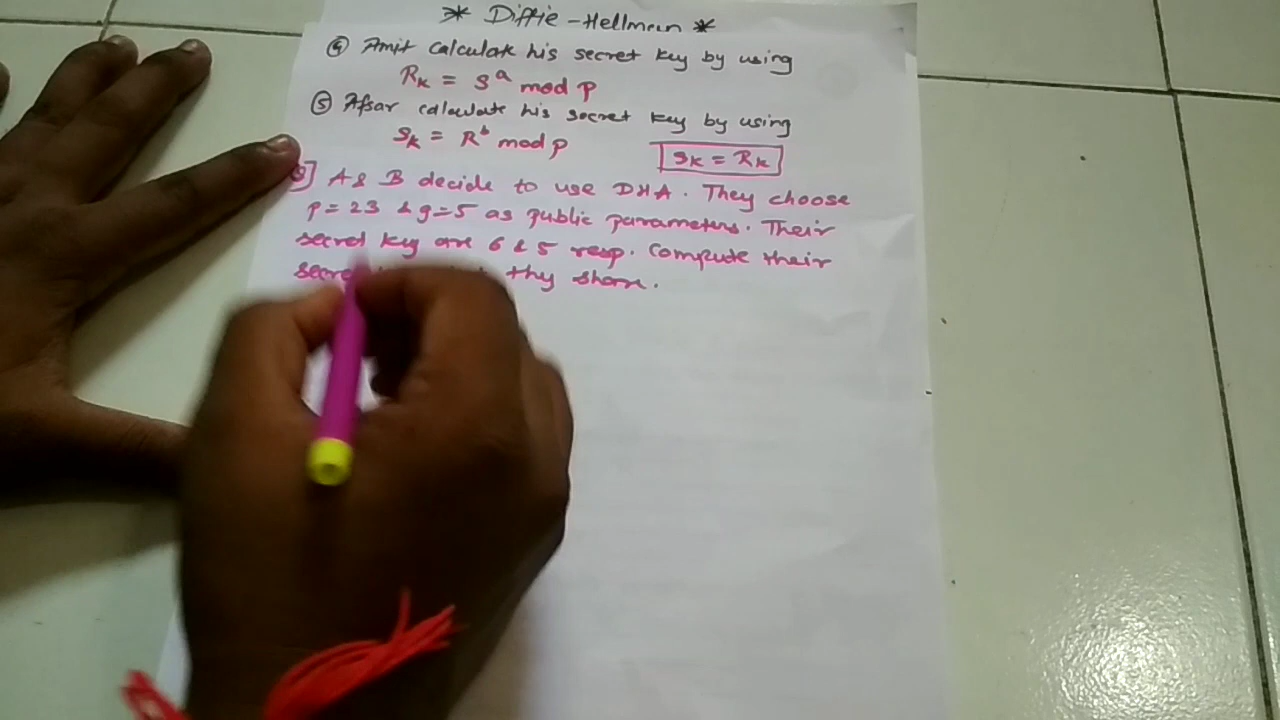 * Diffie-Hellman *
④ Amit calculate his secret key by using
Rk = S^a mod p
⑤ Afsar calculate his secret key by using
Sk = R^b mod p
Sk = Rk
Q] A & B decide to use DHA. They choose
p=23 & g=5 as public parameters. Their
secret key are 6 & 5 resp. Compute their
thy share.